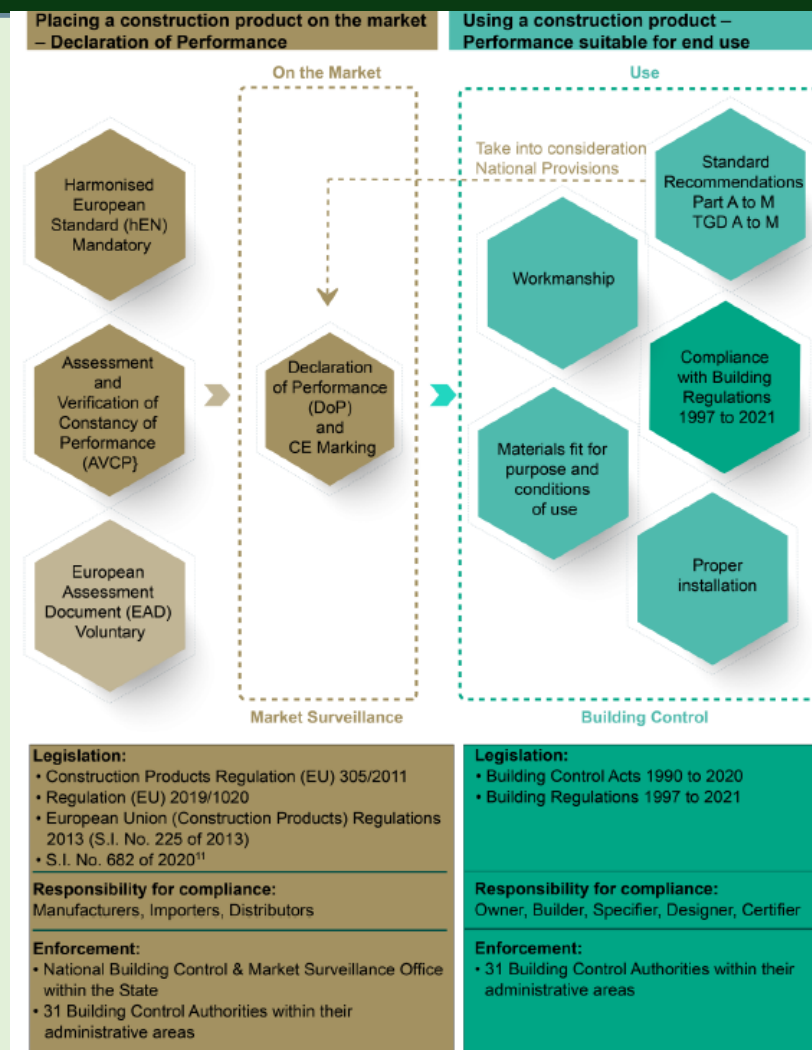 Placing a construction product on the market
– Declaration of Performance
Using a construction product –
Performance suitable for end use
On the Market
Use
Harmonised
European
Standard (hEN)
Mandatory
Assessment
and
Verification of
Constancy of
Performance
(AVCP}
European
Assessment
Document (EAD)
Voluntary
Declaration
of Performance
(DoP)
and
CE Marking
Take into consideration
National Provisions
Standard
Recommendations
Part A to M
TGD A to M
Workmanship
Compliance
with Building
Regulations
1997 to 2021
Materials fit for
purpose and
conditions
of use
Proper
installation
Market Surveillance
Building Control
Legislation:
• Construction Products Regulation (EU) 305/2011
• Regulation (EU) 2019/1020
• European Union (Construction Products) Regulations
2013 (S.I. No. 225 of 2013)
• S.I. No. 682 of 2020¹¹
Responsibility for compliance:
Manufacturers, Importers, Distributors
Enforcement:
• National Building Control & Market Surveillance Office
within the State
• 31 Building Control Authorities within their
administrative areas
Legislation:
• Building Control Acts 1990 to 2020
• Building Regulations 1997 to 2021
Responsibility for compliance:
Owner, Builder, Specifier, Designer, Certifier
Enforcement:
• 31 Building Control Authorities within their
administrative areas